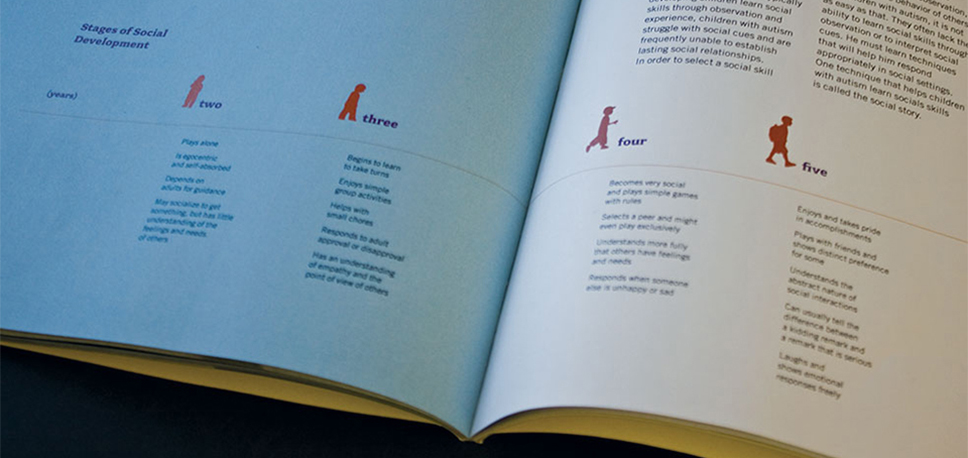 Stages of Social
Development
(years)
two
Plays alone
Is egocentric
and self-absorbed
Depends on
adults for guidance
May socialize to get
something, but has little
understanding of the
feelings and needs
of others
three
Begins to learn
to take turns
Enjoys simple
group activities
Helps with
small chores
Responds to adult
approval or disapproval
Has an understanding
of empathy and the
point of view of others
skills through observation and
experience, children with autism
struggle with social cues and are
frequently unable to establish
lasting social relationships.
In order to select a social skill
behavior of others
as easy as that. They often lack the
ability to learn social skills through
observation or to interpret social
cues. He must learn techniques
that will help him respond
appropriately in social settings.
One technique that helps children
with autism learn socials skills
is called the social story.
four
Becomes very social
and plays simple games
with rules
Selects a peer and might
even play exclusively
Understands more fully
that others have feelings
and needs
Responds when someone
else is unhappy or sad
five
Enjoys and takes pride
in accomplishments
Plays with friends and
shows distinct preference
for some
Understands the
abstract nature of
social interactions
Can usually tell the
difference between
a kidding remark and
a remark that is serious
Laughs and
shows emotional
responses freely